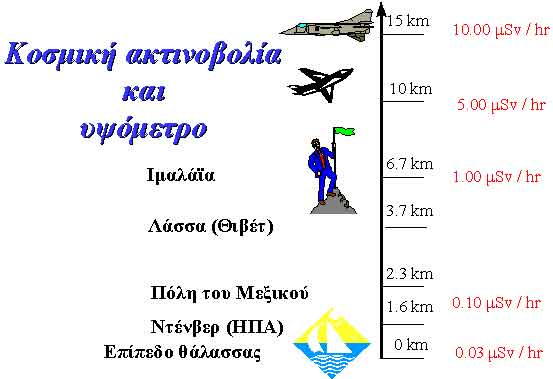 15 km
10.00 μSv / hr
Κοσμική ακτινοβολία
και
υψόμετρο
10 km
5.00 μSv / hr
Ιμαλάϊα
6.7 km
1.00 μSv / hr
Λάσσα (Θιβέτ)
3.7 km
2.3 km
Πόλη του Μεξικού
0.10 μSv / hr
1.6 km
Ντένβερ (ΗΠΑ)
Επίπεδο θάλασσας
0 km
0.03 μSv / hr